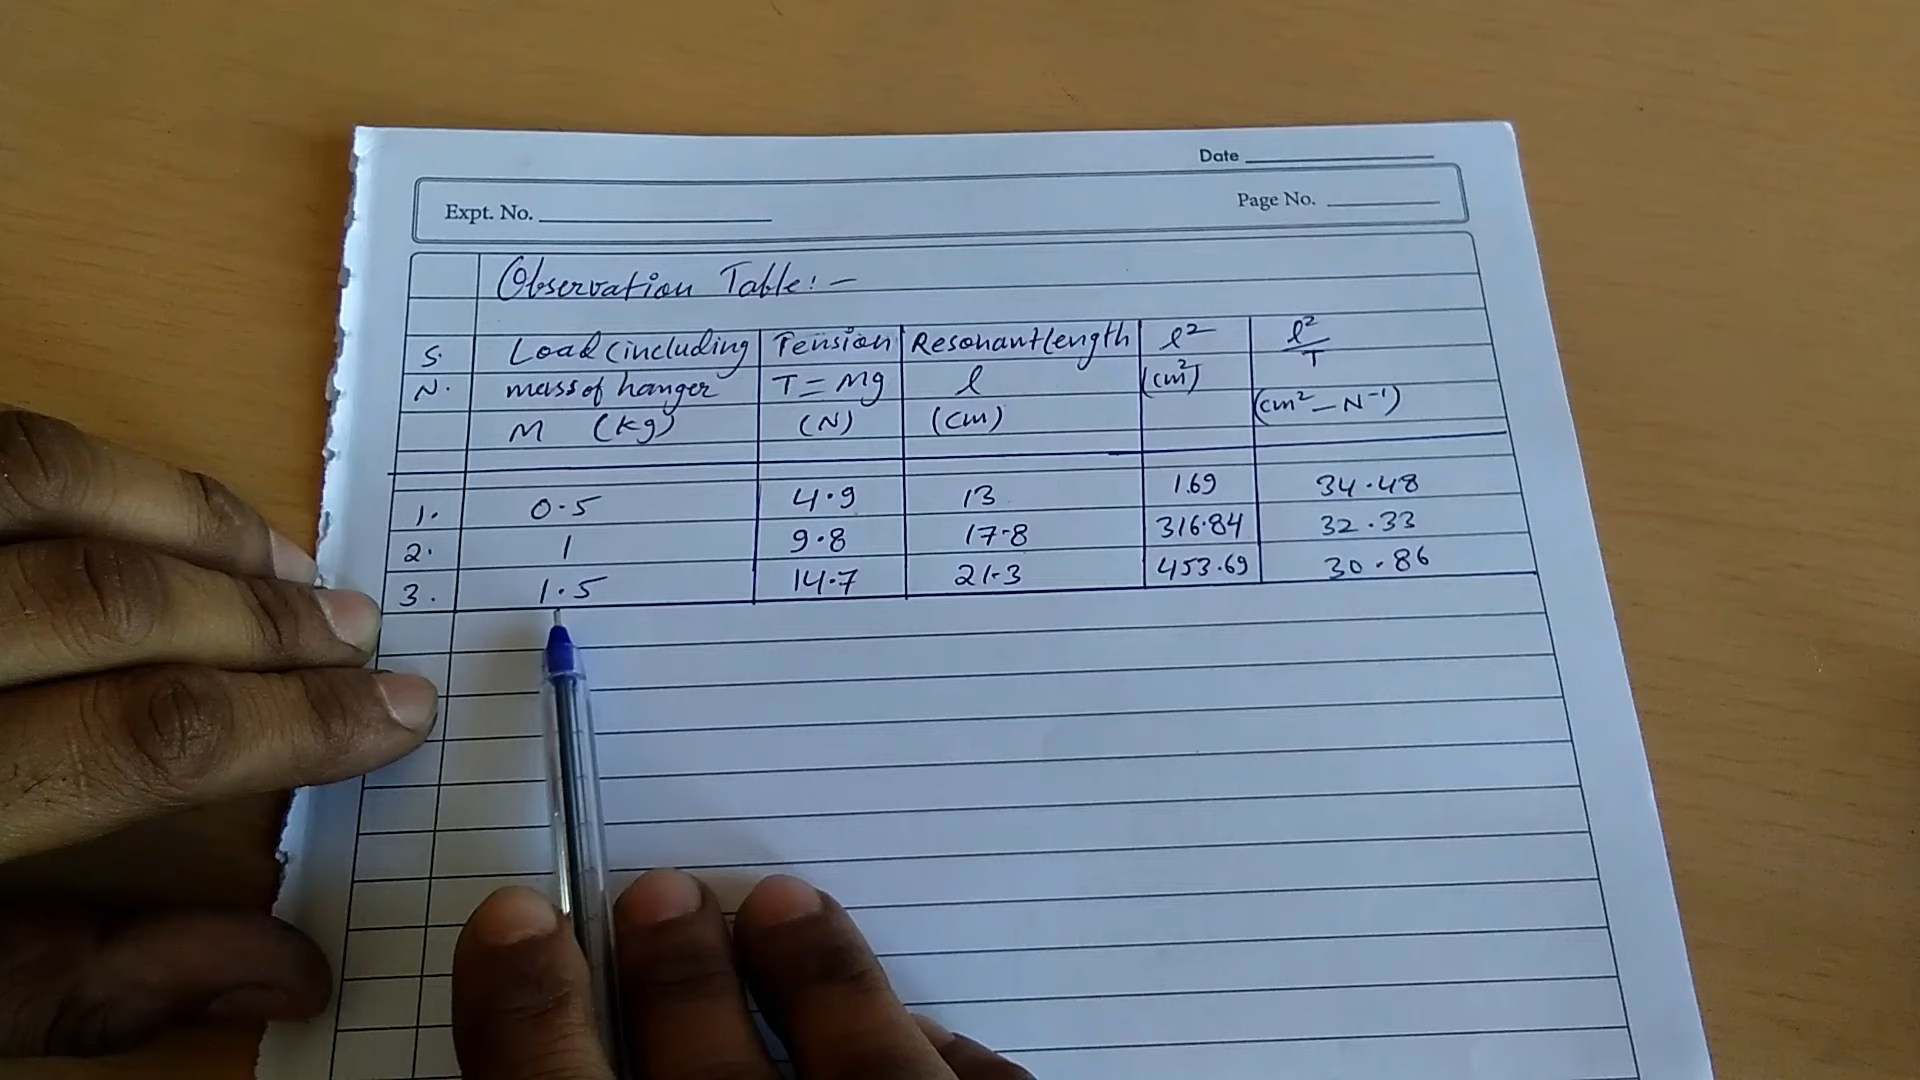 Date
Expt. No.
Page No.
Observation Table:-
S. N. Load (including mass of hanger M (kg) Tension T = Mg (N) Resonant length l (cm) l² (cm²) l²/T (cm² - N⁻¹)
1. 0.5 4.9 13 169 34.48
2. 1 9.8 17.8 316.84 32.33
3. 1.5 14.7 21.3 453.69 30.86